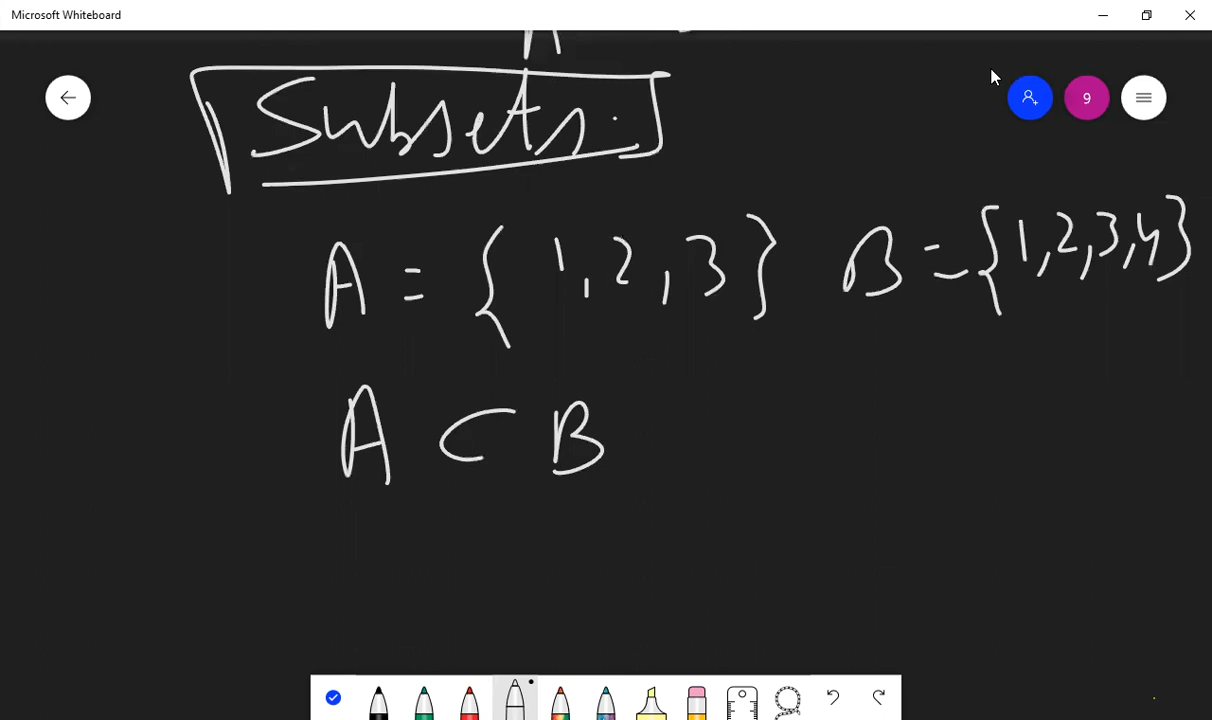 Microsoft Whiteboard
9
Subsets:
A = { 1, 2, 3 } B = {1,2,3,4}
A ⊂ B